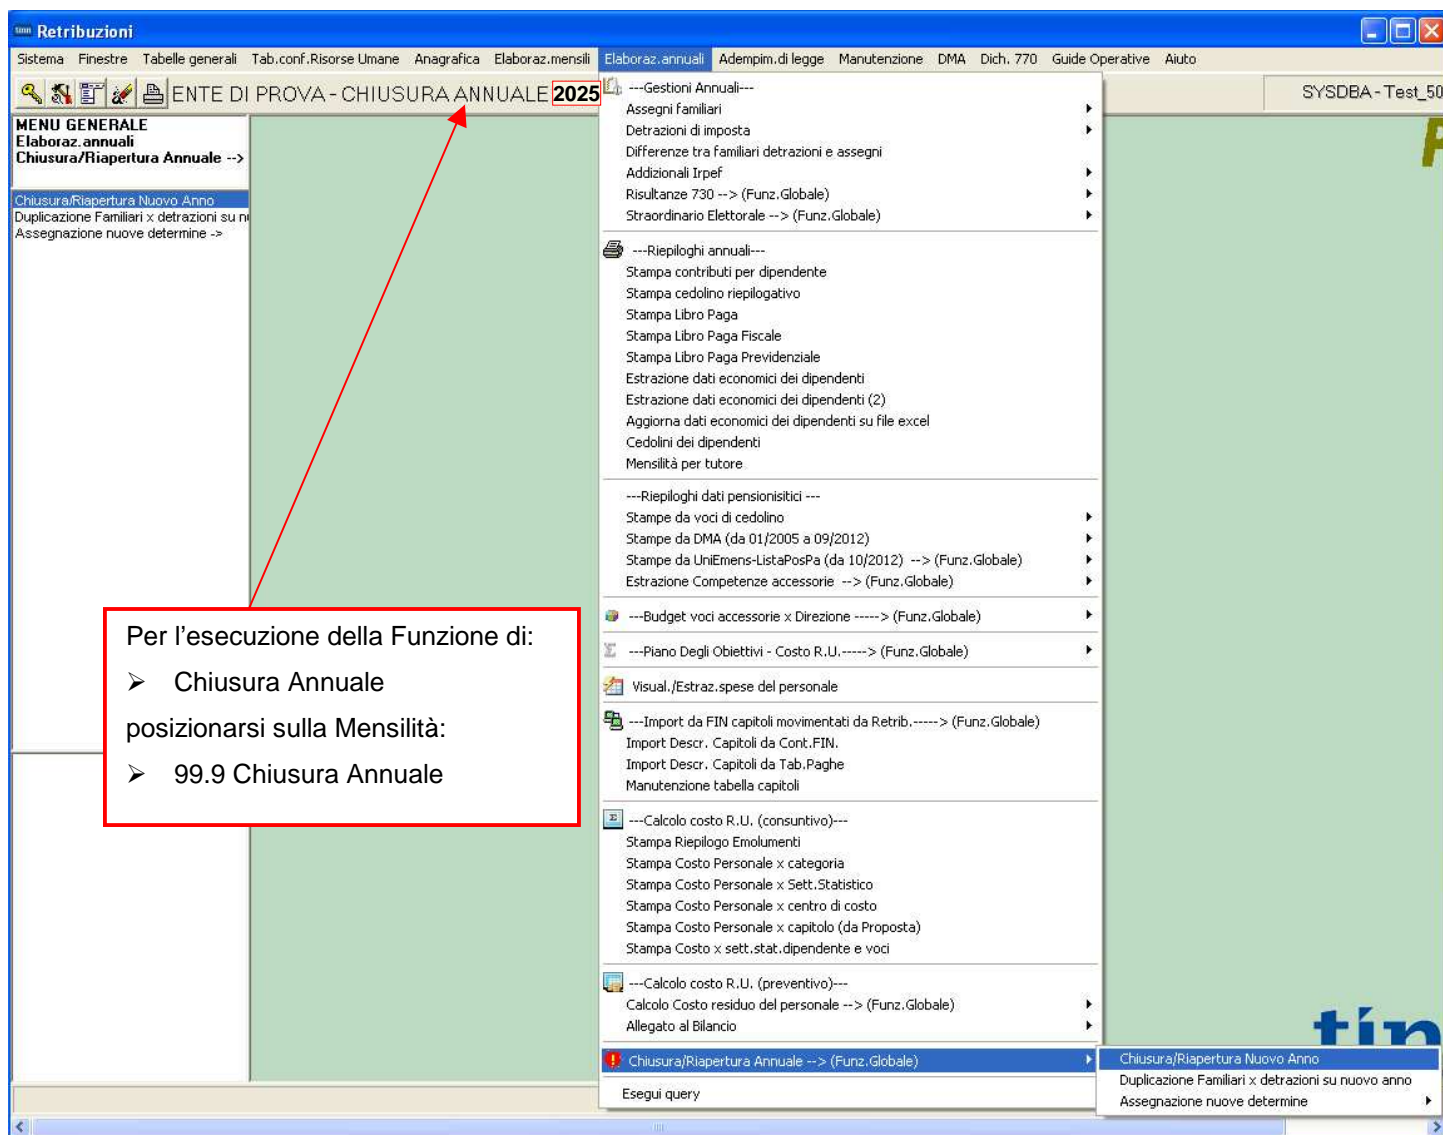 tinn Retribuzioni
Sistema Finestre Tabelle generali Tab.conf.Risorse Umane Anagrafica Elaboraz.mensili Elaboraz.annuali Adempim.di legge Manutenzione DMA Dich. 770 Guide Operative Aiuto
ENTE DI PROVA - CHIUSURA ANNUALE 2025
SYSDBA - Test_50
MENU GENERALE
Elaboraz.annuali
Chiusura/Riapertura Annuale -->
Chiusura/Riapertura Nuovo Anno
Duplicazione Familiari x detrazioni su n
Assegnazione nuove determine ->
---Gestioni Annuali---
Assegni familiari
Detrazioni di imposta
Differenze tra familiari detrazioni e assegni
Addizionali Irpef
Risultanze 730 --> (Funz.Globale)
Straordinario Elettorale --> (Funz.Globale)
---Riepiloghi annuali---
Stampa contributi per dipendente
Stampa cedolino riepilogativo
Stampa Libro Paga
Stampa Libro Paga Fiscale
Stampa Libro Paga Previdenziale
Estrazione dati economici dei dipendenti
Estrazione dati economici dei dipendenti (2)
Aggiorna dati economici dei dipendenti su file excel
Cedolini dei dipendenti
Mensilità per tutore
---Riepiloghi dati pensionisitici ---
Stampe da voci di cedolino
Stampe da DMA (da 01/2005 a 09/2012)
Stampe da UniEmens-ListaPosPa (da 10/2012) --> (Funz.Globale)
Estrazione Competenze accessorie --> (Funz.Globale)
---Budget voci accessorie x Direzione -----> (Funz.Globale)
---Piano Degli Obiettivi - Costo R.U.-----> (Funz.Globale)
Visual./Estraz.spese del personale
---Import da FIN capitoli movimentati da Retrib.-----> (Funz.Globale)
Import Descr. Capitoli da Cont.FIN.
Import Descr. Capitoli da Tab.Paghe
Manutenzione tabella capitoli
---Calcolo costo R.U. (consuntivo)---
Stampa Riepilogo Emolumenti
Stampa Costo Personale x categoria
Stampa Costo Personale x Sett.Statistico
Stampa Costo Personale x centro di costo
Stampa Costo Personale x capitolo (da Proposta)
Stampa Costo x sett.stat.dipendente e voci
---Calcolo costo R.U. (preventivo)---
Calcolo Costo residuo del personale --> (Funz.Globale)
Allegato al Bilancio
Chiusura/Riapertura Annuale --> (Funz.Globale)
Esegui query
Chiusura/Riapertura Nuovo Anno
Duplicazione Familiari x detrazioni su nuovo anno
Assegnazione nuove determine
Per l'esecuzione della Funzione di:
➢ Chiusura Annuale
posizionarsi sulla Mensilità:
➢ 99.9 Chiusura Annuale